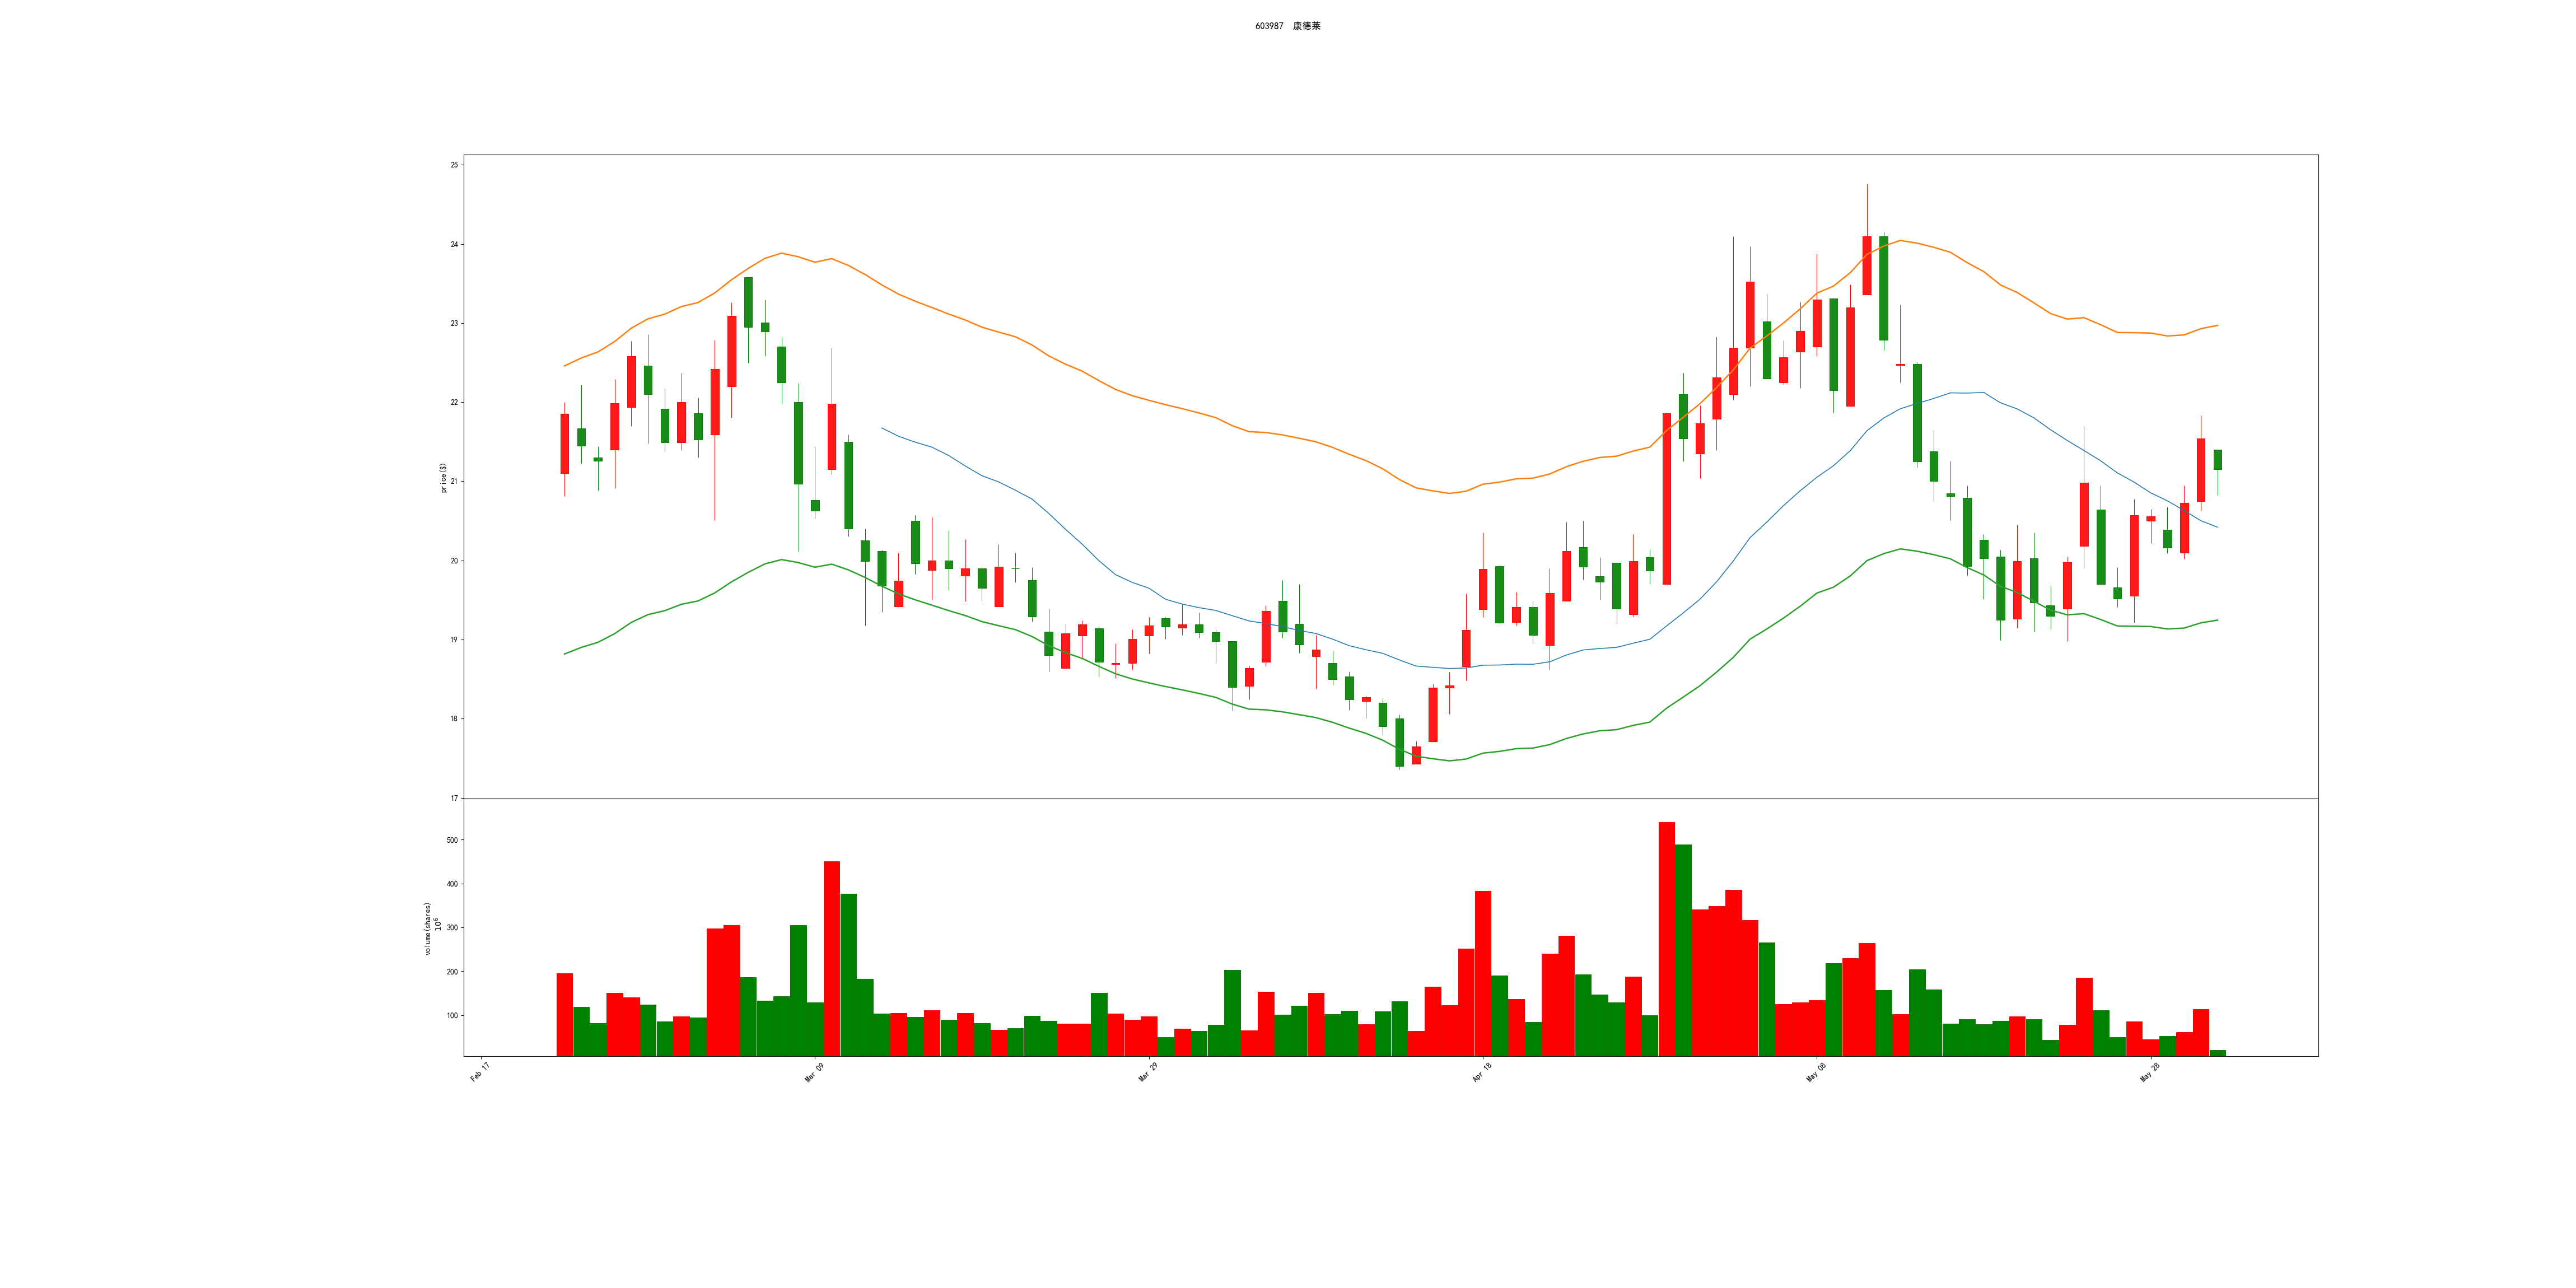 603987 康德莱
price($)
25
24
23
22
21
20
19
18
17
volume(shares)
10^6
500
400
300
200
100
Feb 17
Mar 09
Mar 29
Apr 18
May 08
May 28